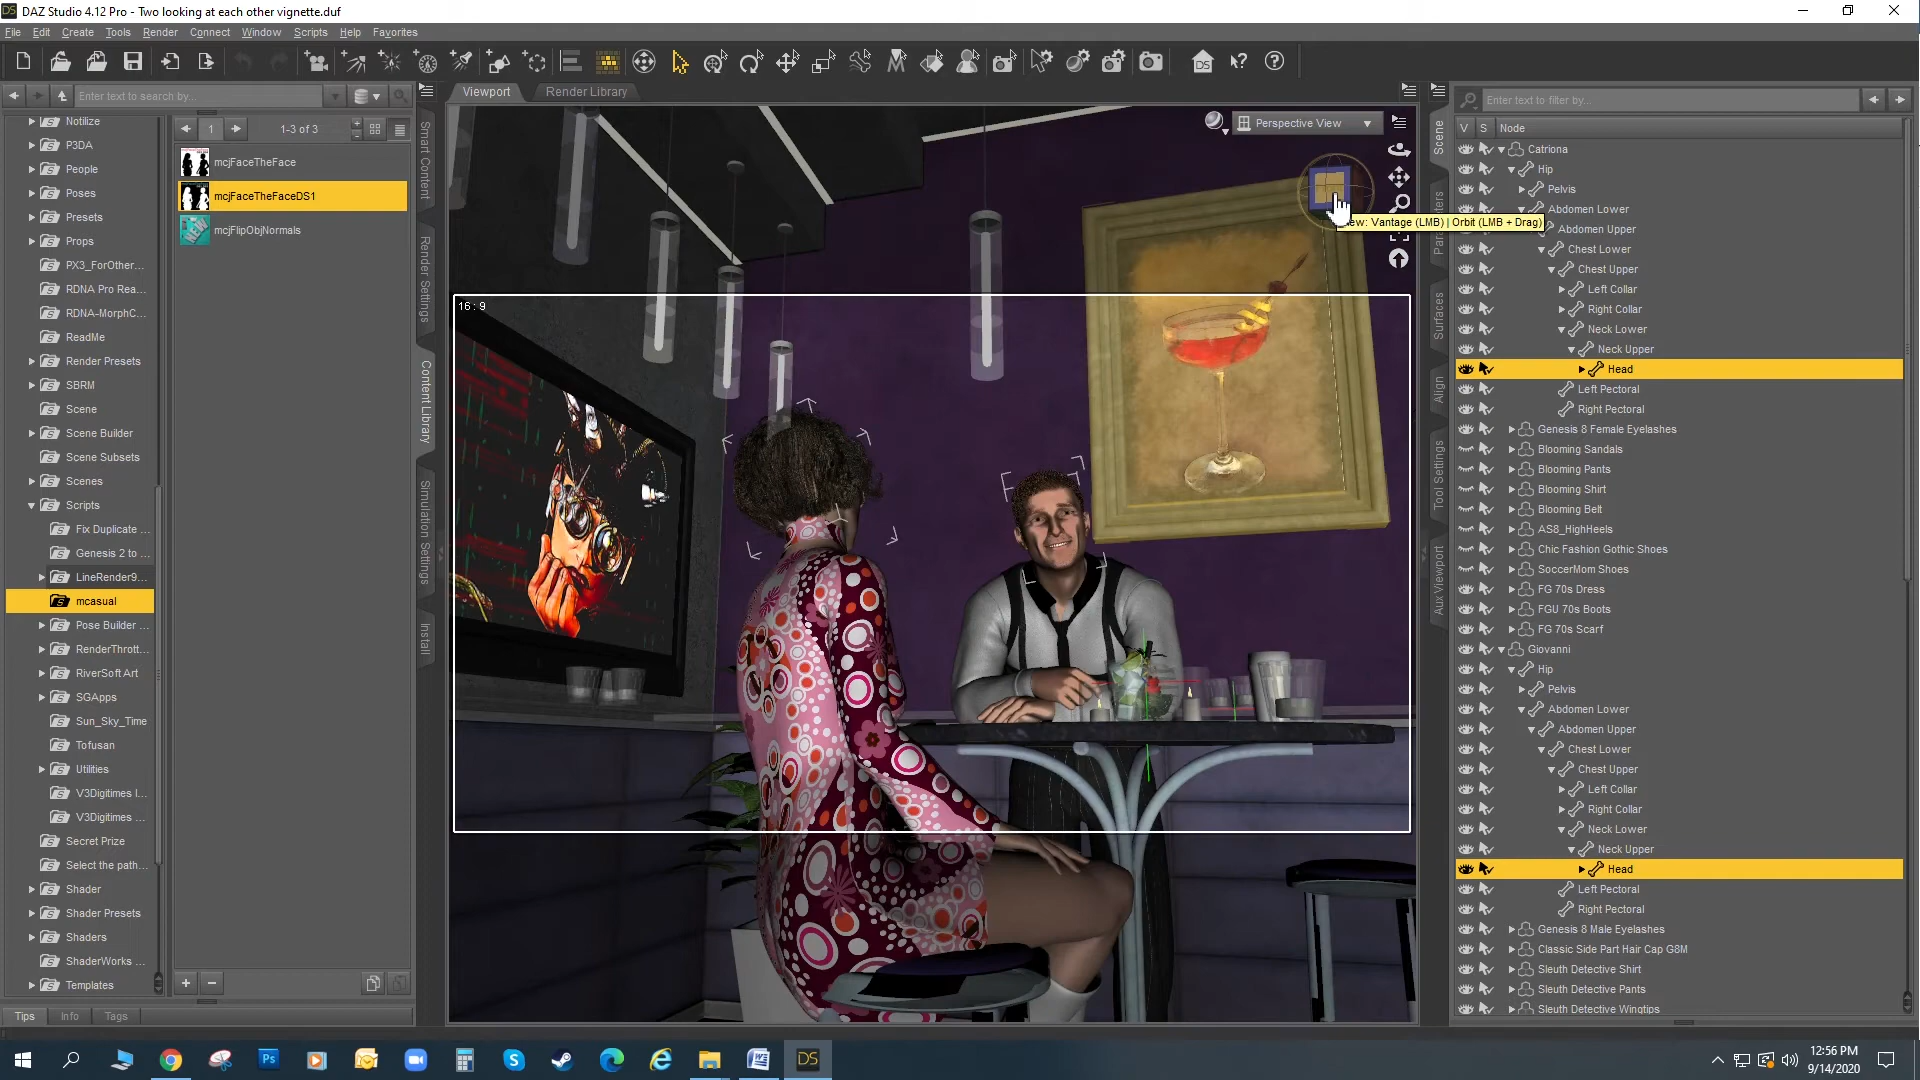 DAZ Studio 4.12 Pro - Two looking at each other vignette.duf
File Edit Create Tools Render Connect Window Scripts Help Favorites
Enter text to search by...
Notilize
P3DA
People
Poses
Presets
Props
PX3_ForOther...
RDNA Pro Rea...
RDNA-MorphC...
ReadMe
Render Presets
SBRM
Scene
Scene Builder
Scene Subsets
Scenes
Scripts
Fix Duplicate ...
Genesis 2 to ...
LineRender9...
mcasual
Pose Builder ...
RenderThrott...
RiverSoft Art
SGApps
Sun_Sky_Time
Tofusan
Utilities
V3Digitimes I...
V3Digitimes ...
Secret Prize
Select the path...
Shader
Shader Presets
Shaders
ShaderWorks ...
Templates
Tips Info Tags
1 1-3 of 3
mcjFaceTheFace
mcjFaceTheFaceDS1
NEW
mcjFlipObjNormals
Smart Content
Render Settings
Content Library
Simulation Settings
Install
Viewport Render Library
Perspective View
16 : 9
ew: Vantage (LMB) | Orbit (LMB + Drag)
Scene
Surfaces
Align
Tool Settings
Aux Viewport
Enter text to filter by...
V S Node
Catriona
Hip
Pelvis
Abdomen Lower
Abdomen Upper
Chest Lower
Chest Upper
Left Collar
Right Collar
Neck Lower
Neck Upper
Head
Left Pectoral
Right Pectoral
Genesis 8 Female Eyelashes
Blooming Sandals
Blooming Pants
Blooming Shirt
Blooming Belt
AS8_HighHeels
Chic Fashion Gothic Shoes
SoccerMom Shoes
FG 70s Dress
FGU 70s Boots
FG 70s Scarf
Giovanni
Hip
Pelvis
Abdomen Lower
Abdomen Upper
Chest Lower
Chest Upper
Left Collar
Right Collar
Neck Lower
Neck Upper
Head
Left Pectoral
Right Pectoral
Genesis 8 Male Eyelashes
Classic Side Part Hair Cap G8M
Sleuth Detective Shirt
Sleuth Detective Pants
Sleuth Detective Wingtips
Ps
DS
12:56 PM
9/14/2020